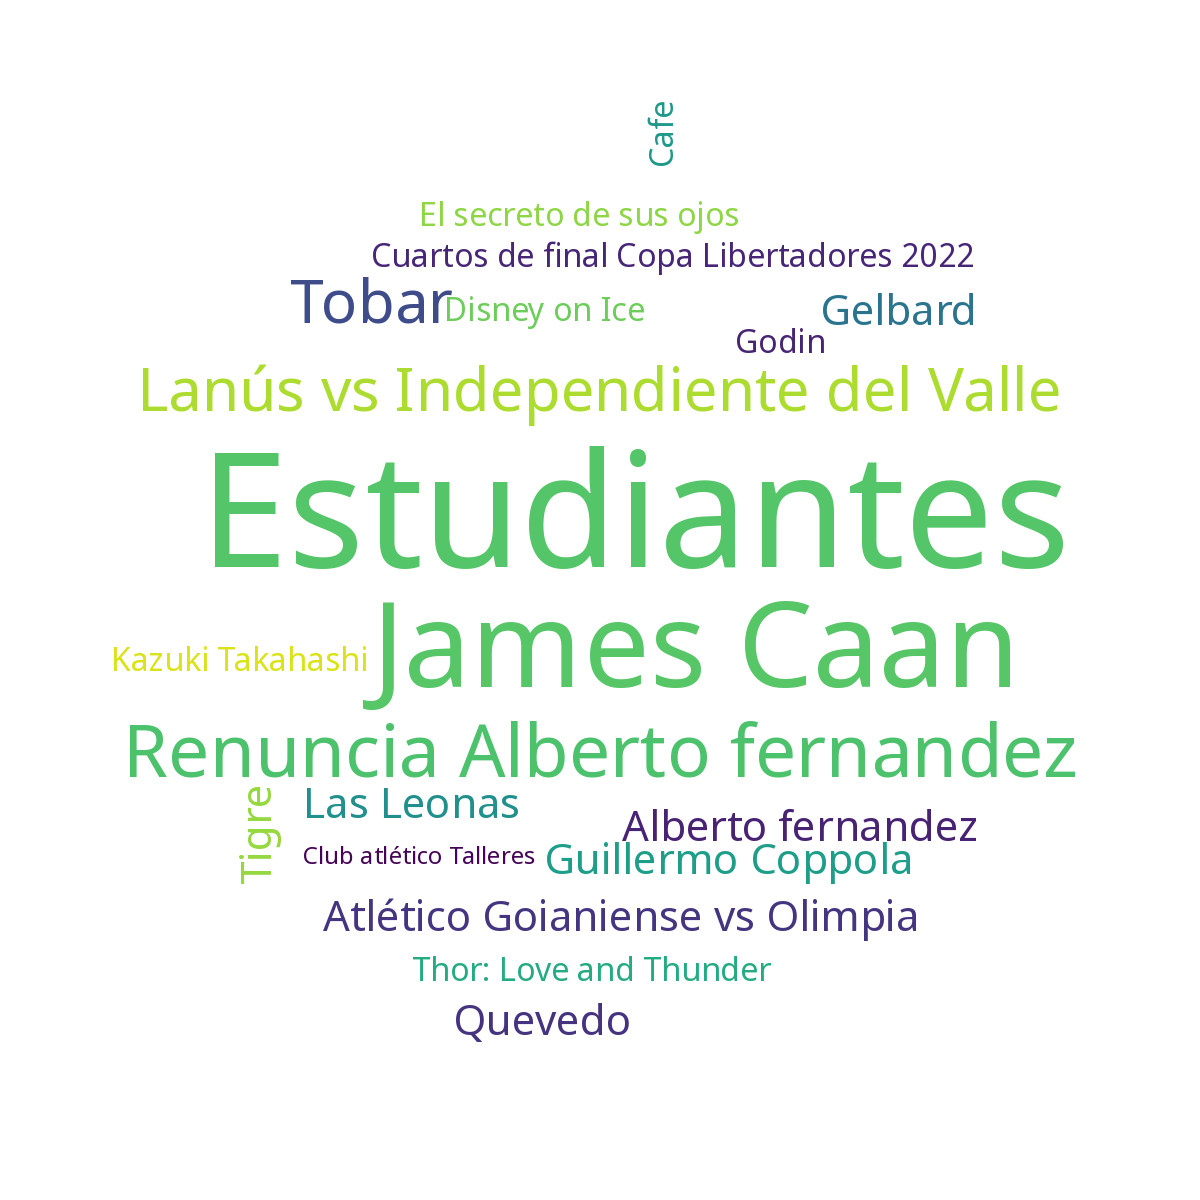 Cafe
El secreto de sus ojos
Cuartos de final Copa Libertadores 2022
Tobar
Disney on Ice
Gelbard
Godin
Lanús vs Independiente del Valle
Estudiantes
James Caan
Kazuki Takahashi
Renuncia Alberto fernandez
Tigre
Las Leonas
Alberto fernandez
Club atlético Talleres
Guillermo Coppola
Atlético Goianiense vs Olimpia
Thor: Love and Thunder
Quevedo